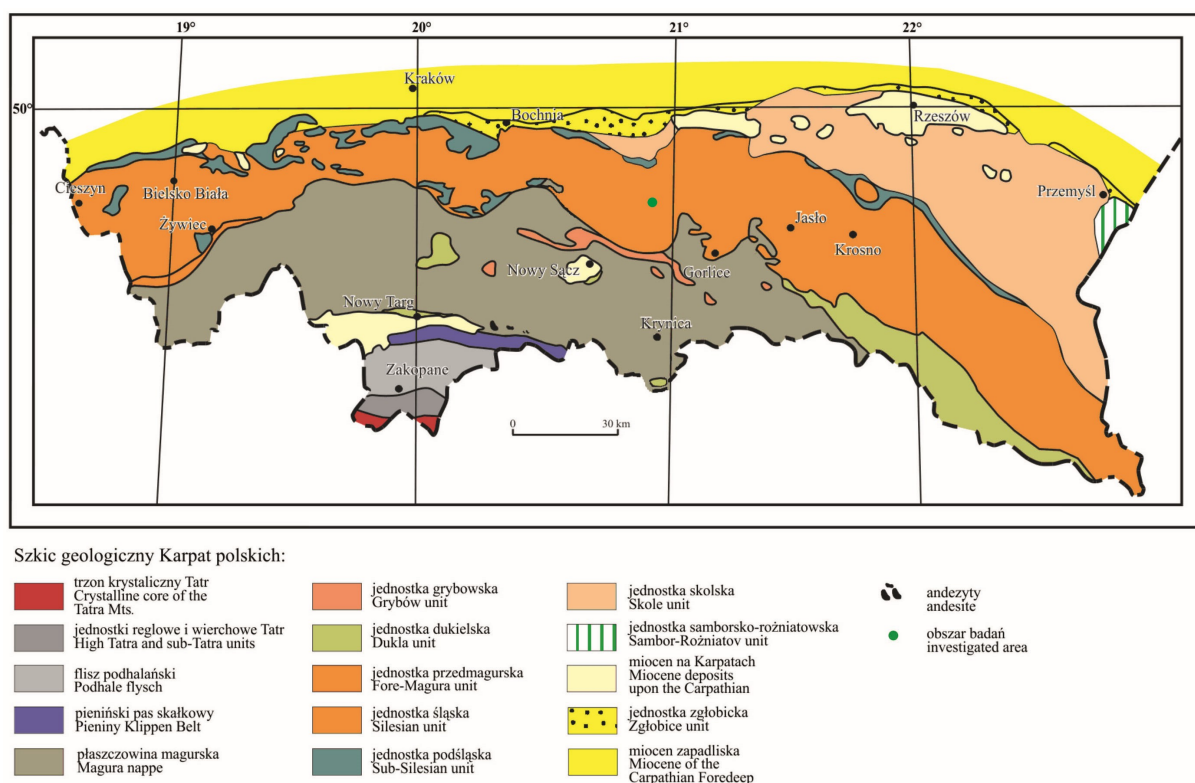 19°
20°
21°
22°
50°
Kraków
Bochnia
Rzeszów
Cieszyn
Bielsko Biała
Przemyśl
Żywiec
Jasło
Krosno
Nowy Sącz
Gorlice
Nowy Targ
Krynica
Zakopane
0
30 km
Szkic geologiczny Karpat polskich:
trzon krystaliczny Tatr
Crystalline core of the
Tatra Mts.
jednostki reglowe i wierchowe Tatr
High Tatra and sub-Tatra units
flisz podhalański
Podhale flysch
pieniński pas skałkowy
Pieniny Klippen Belt
płaszczowina magurska
Magura nappe
jednostka grybowska
Grybów unit
jednostka dukielska
Dukla unit
jednostka przedmagurska
Fore-Magura unit
jednostka śląska
Silesian unit
jednostka podśląska
Sub-Silesian unit
jednostka skolska
Skole unit
jednostka samborsko-rożniatowska
Sambor-Rożniatov unit
miocen na Karpatach
Miocene deposits
upon the Carpathian
jednostka zgłobicka
Zgłobice unit
miocen zapadliska
Miocene of the
Carpathian Foredeep
andezyty
andesite
obszar badań
investigated area